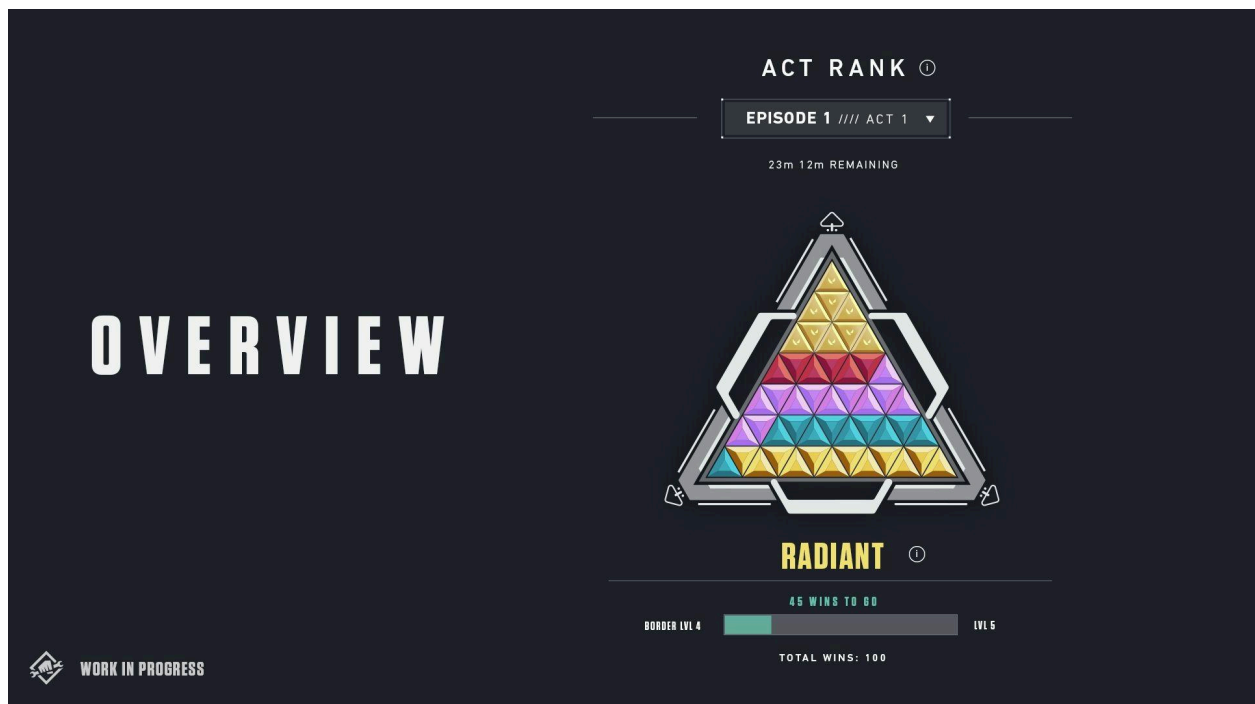 ACT RANK
EPISODE 1 //// ACT 1
23m 12m REMAINING
OVERVIEW
RADIANT
45 WINS TO GO
BORDER LVL 4
LVL 5
TOTAL WINS: 100
WORK IN PROGRESS